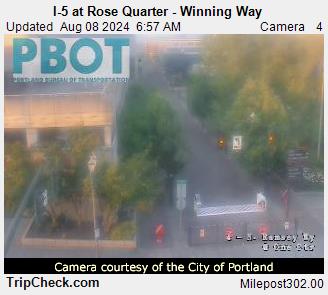 I-5 at Rose Quarter - Winning Way
Updated Aug 08 2024 6:57 AM Camera 4
PBOT
PORTLAND BUREAU OF TRANSPORTATION
Camera courtesy of the City of Portland
TripCheck.com Milepost302.00